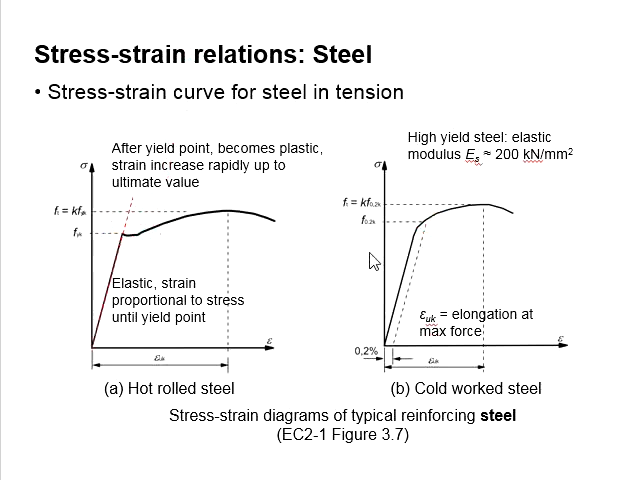 Stress-strain relations: Steel
• Stress-strain curve for steel in tension
After yield point, becomes plastic,
strain increase rapidly up to
ultimate value
High yield steel: elastic
modulus Es ≈ 200 kN/mm²
σ
σ
ft = kfyk
fyk
ft = kf0,2k
f0,2k
Elastic, strain
proportional to stress
until yield point
εuk = elongation at
max force
ε
ε
0,2%
εuk
εuk
(a) Hot rolled steel
(b) Cold worked steel
Stress-strain diagrams of typical reinforcing steel
(EC2-1 Figure 3.7)